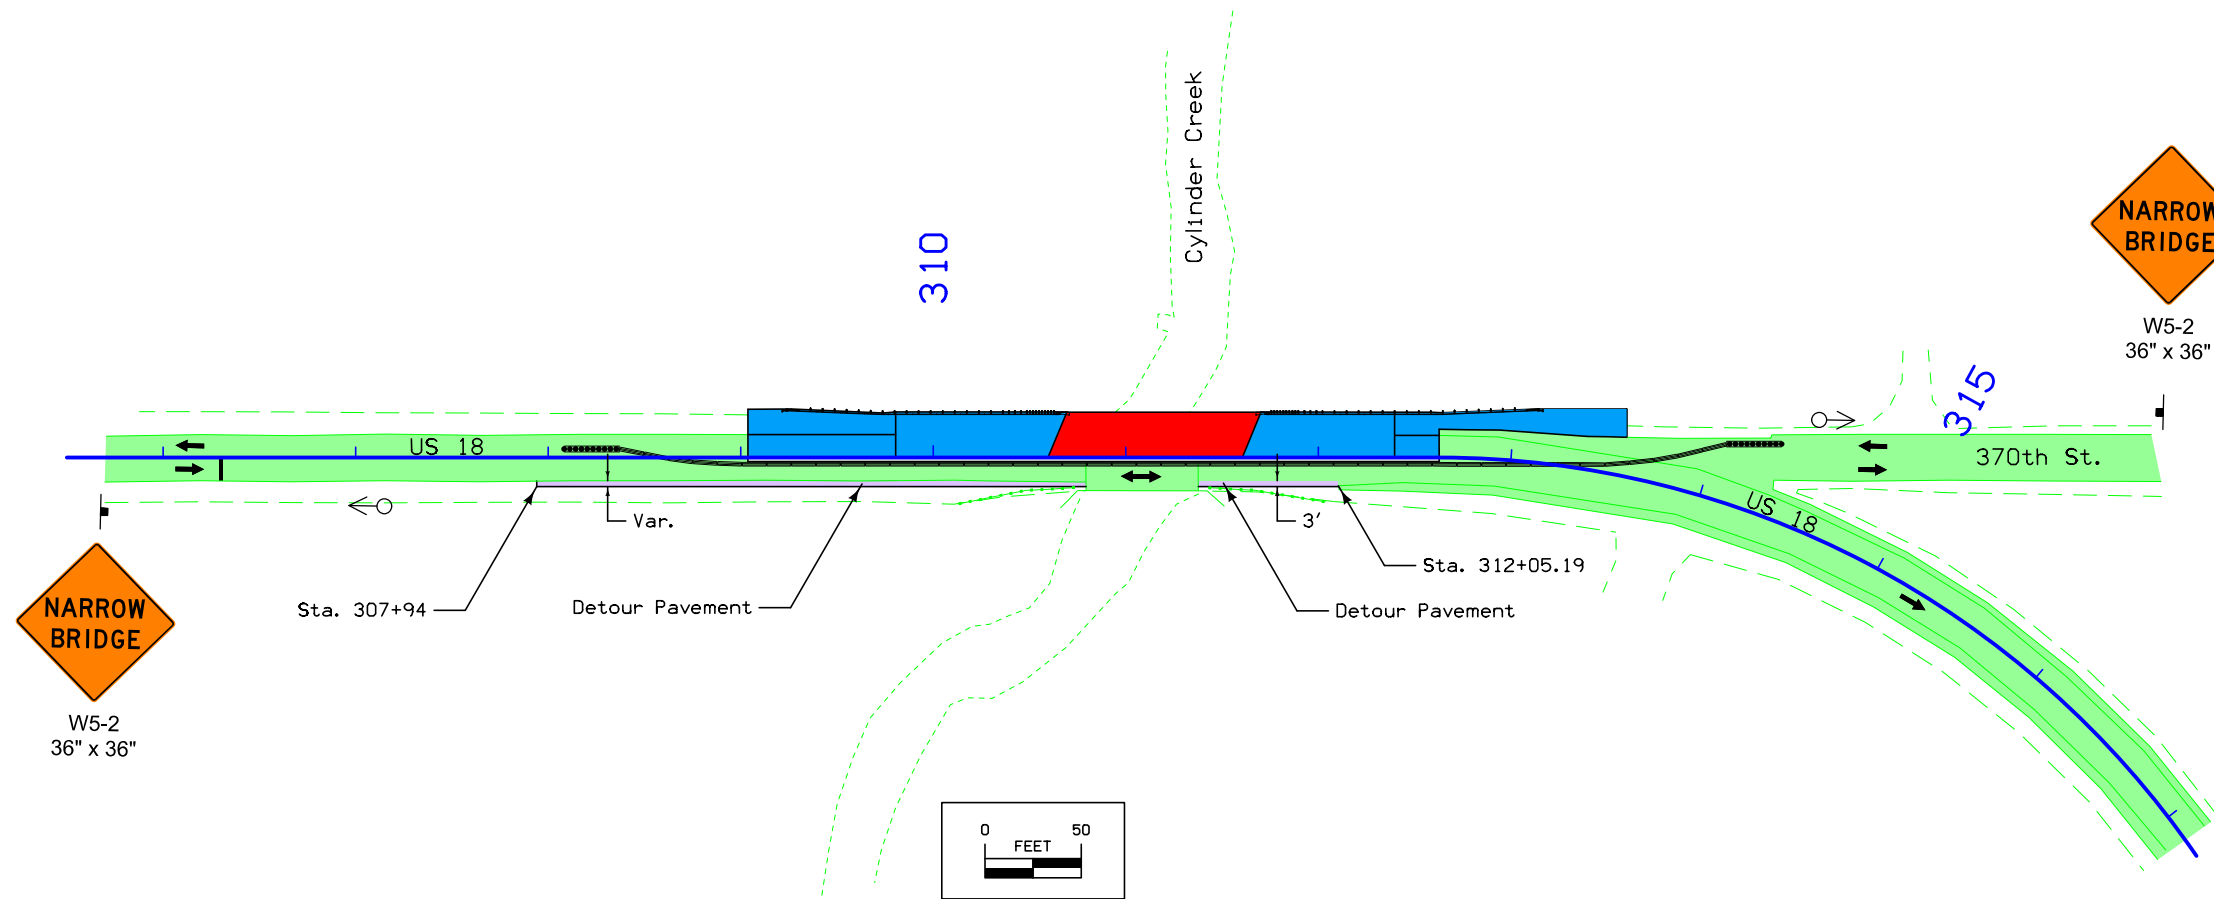 Cylinder Creek
310
NARROW
BRIDGE
W5-2
36" x 36"
315
US 18
370th St.
US 18
Var.
3'
Sta. 312+05.19
Sta. 307+94
Detour Pavement
Detour Pavement
NARROW
BRIDGE
W5-2
36" x 36"
0 50
FEET